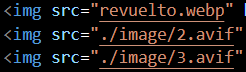 <img src="revuelto.webp"
<img src="./image/2.avif"
<img src="./image/3.avif"